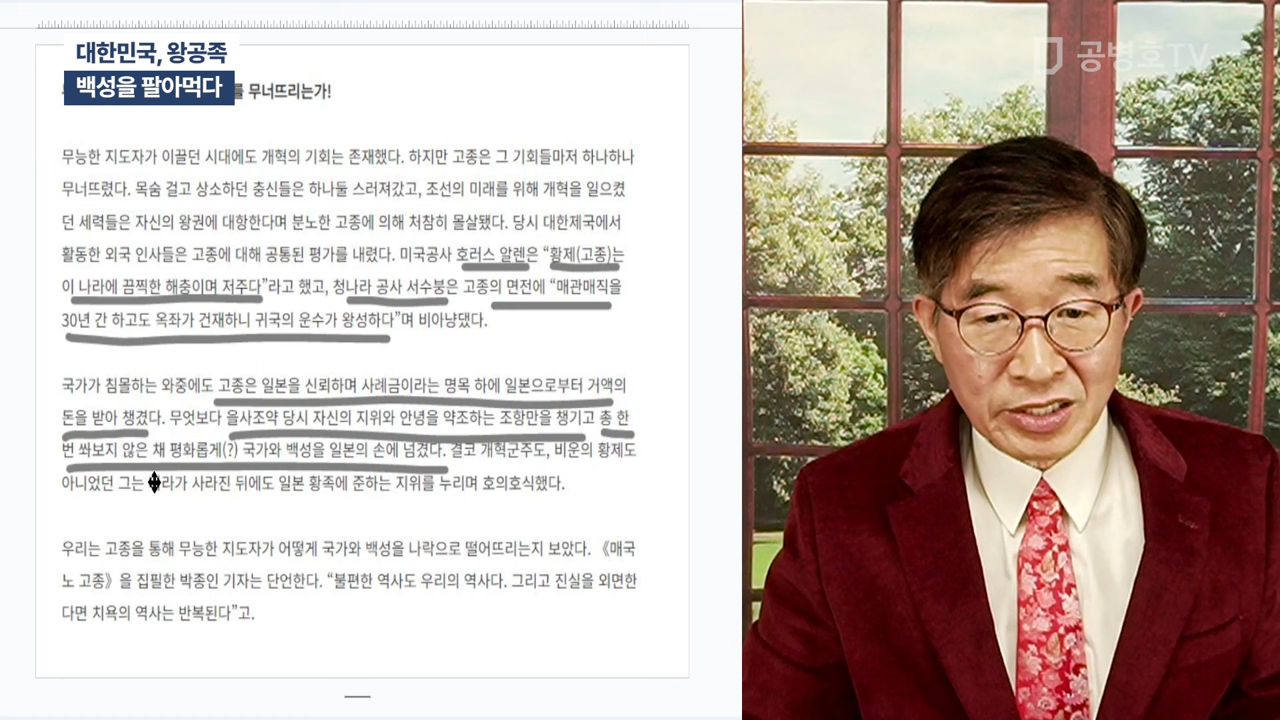 대한민국, 왕공족
백성을 팔아먹다
를 무너뜨리는가!
무능한 지도자가 이끌던 시대에도 개혁의 기회는 존재했다. 하지만 고종은 그 기회들마저 하나하나
무너뜨렸다. 목숨 걸고 상소하던 충신들은 하나둘 스러져갔고, 조선의 미래를 위해 개혁을 일으켰
던 세력들은 자신의 왕권에 대항한다며 분노한 고종에 의해 처참히 몰살됐다. 당시 대한제국에서
활동한 외국 인사들은 고종에 대해 공통된 평가를 내렸다. 미국공사 호러스 알렌은 “황제(고종)는
이 나라에 끔찍한 해충이며 저주다”라고 했고, 청나라 공사 서수붕은 고종의 면전에 “매관매직을
30년 간 하고도 옥좌가 건재하니 귀국의 운수가 왕성하다”며 비아냥댔다.
국가가 침몰하는 와중에도 고종은 일본을 신뢰하며 사례금이라는 명목 하에 일본으로부터 거액의
돈을 받아 챙겼다. 무엇보다 을사조약 당시 자신의 지위와 안녕을 약조하는 조항만을 챙기고 총 한
번 쏴보지 않은 채 평화롭게(?) 국가와 백성을 일본의 손에 넘겼다. 결코 개혁군주도, 비운의 황제도
아니었던 그는 라가 사라진 뒤에도 일본 황족에 준하는 지위를 누리며 호의호식했다.
우리는 고종을 통해 무능한 지도자가 어떻게 국가와 백성을 나락으로 떨어뜨리는지 보았다. 《매국
노 고종》을 집필한 박종인 기자는 단언한다. “불편한 역사도 우리의 역사다. 그리고 진실을 외면한
다면 치욕의 역사는 반복된다”고.
공병호TV